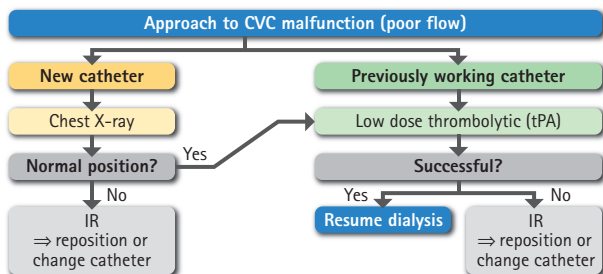 Approach to CVC malfunction (poor flow)
New catheter
Previously working catheter
Chest X-ray
Low dose thrombolytic (tPA)
Normal position?
Yes
Successful?
No
Yes
No
IR
⇒ reposition or
change catheter
Resume dialysis
IR
⇒ reposition or
change catheter